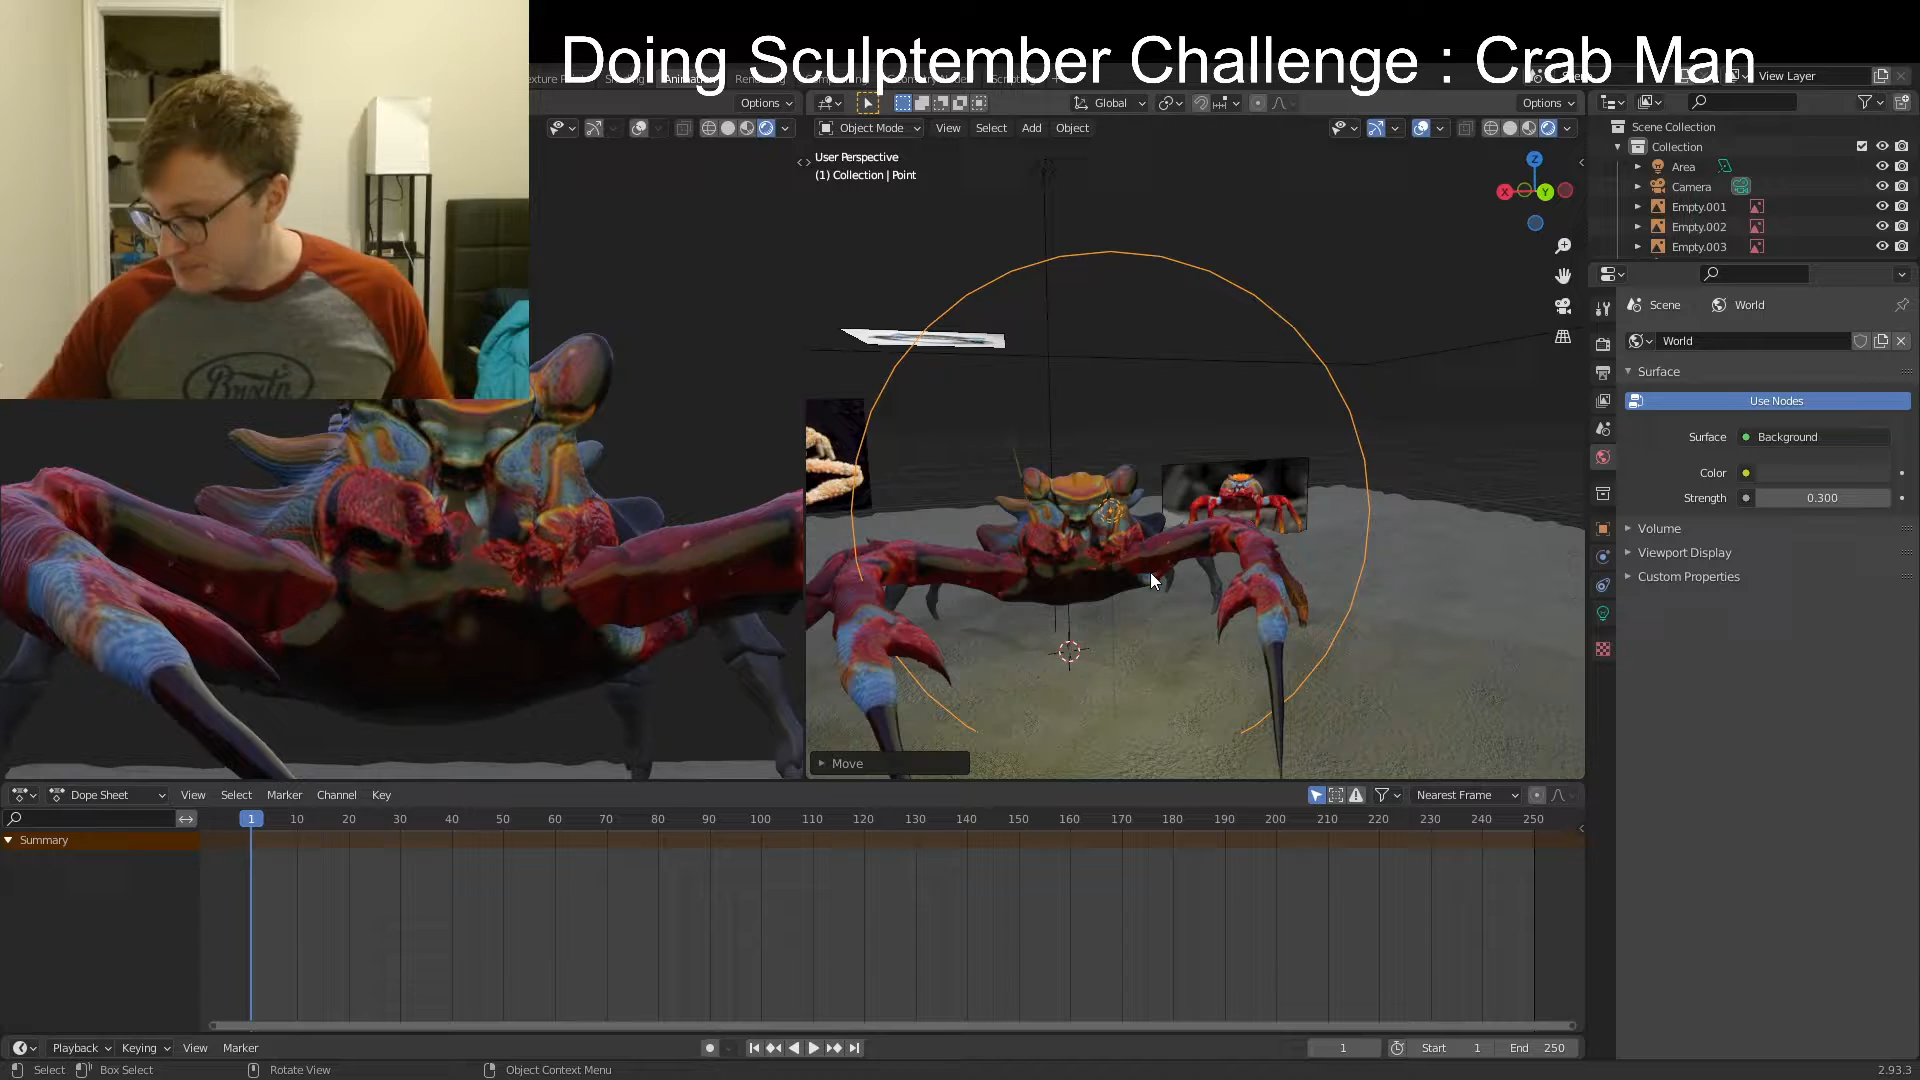 Doing Sculptember Challenge : Crab Man
View Layer
Options
Global
Options
Object Mode
View
Select
Add
Object
User Perspective
(1) Collection | Point
Z
X
Y
Scene Collection
Collection
Area
Camera
Empty.001
Empty.002
Empty.003
Scene
World
World
Surface
Use Nodes
Surface
Background
Color
Strength
0.300
Volume
Viewport Display
Custom Properties
Move
Dope Sheet
View
Select
Marker
Channel
Key
Nearest Frame
1 10 20 30 40 50 60 70 80 90 100 110 120 130 140 150 160 170 180 190 200 210 220 230 240 250
Summary
Playback
Keying
View
Marker
1
Start 1
End 250
Select
Box Select
Rotate View
Object Context Menu
2.93.3